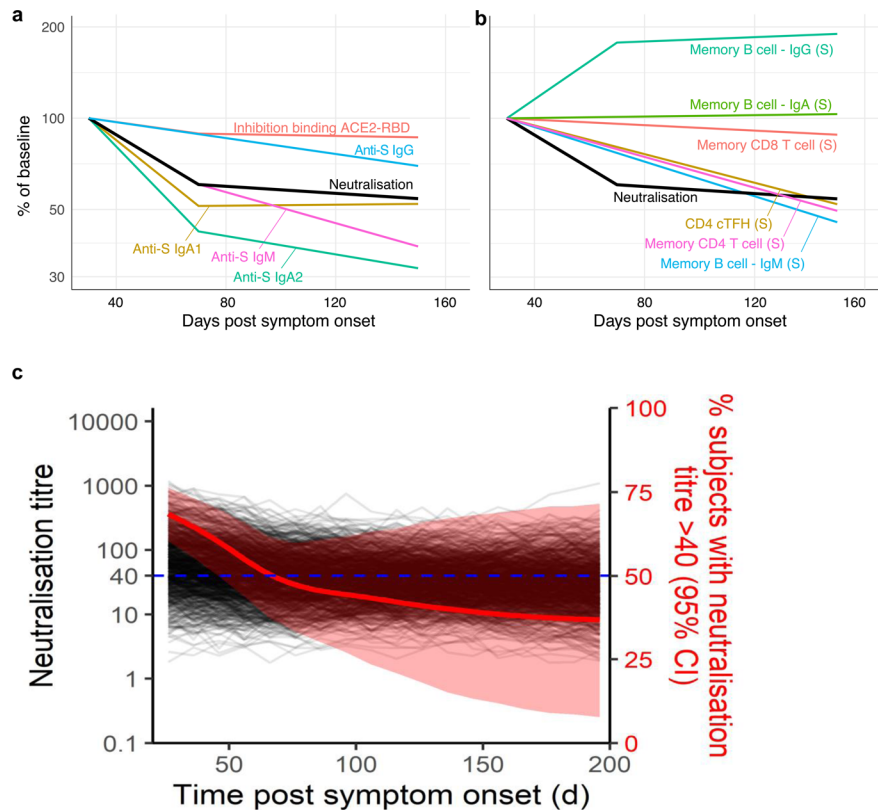 a
200
100
50
30
% of baseline
Inhibition binding ACE2-RBD
Anti-S IgG
Neutralisation
Anti-S IgA1
Anti-S IgM
Anti-S IgA2
40
80
120
160
Days post symptom onset
b
Memory B cell - IgG (S)
Memory B cell - IgA (S)
Memory CD8 T cell (S)
Neutralisation
CD4 cTFH (S)
Memory CD4 T cell (S)
Memory B cell - IgM (S)
40
80
120
160
Days post symptom onset
c
10000
1000
100
40
10
1
0.1
Neutralisation titre
50
100
150
200
Time post symptom onset (d)
100
75
50
25
0
% subjects with neutralisation
titre >40 (95% CI)